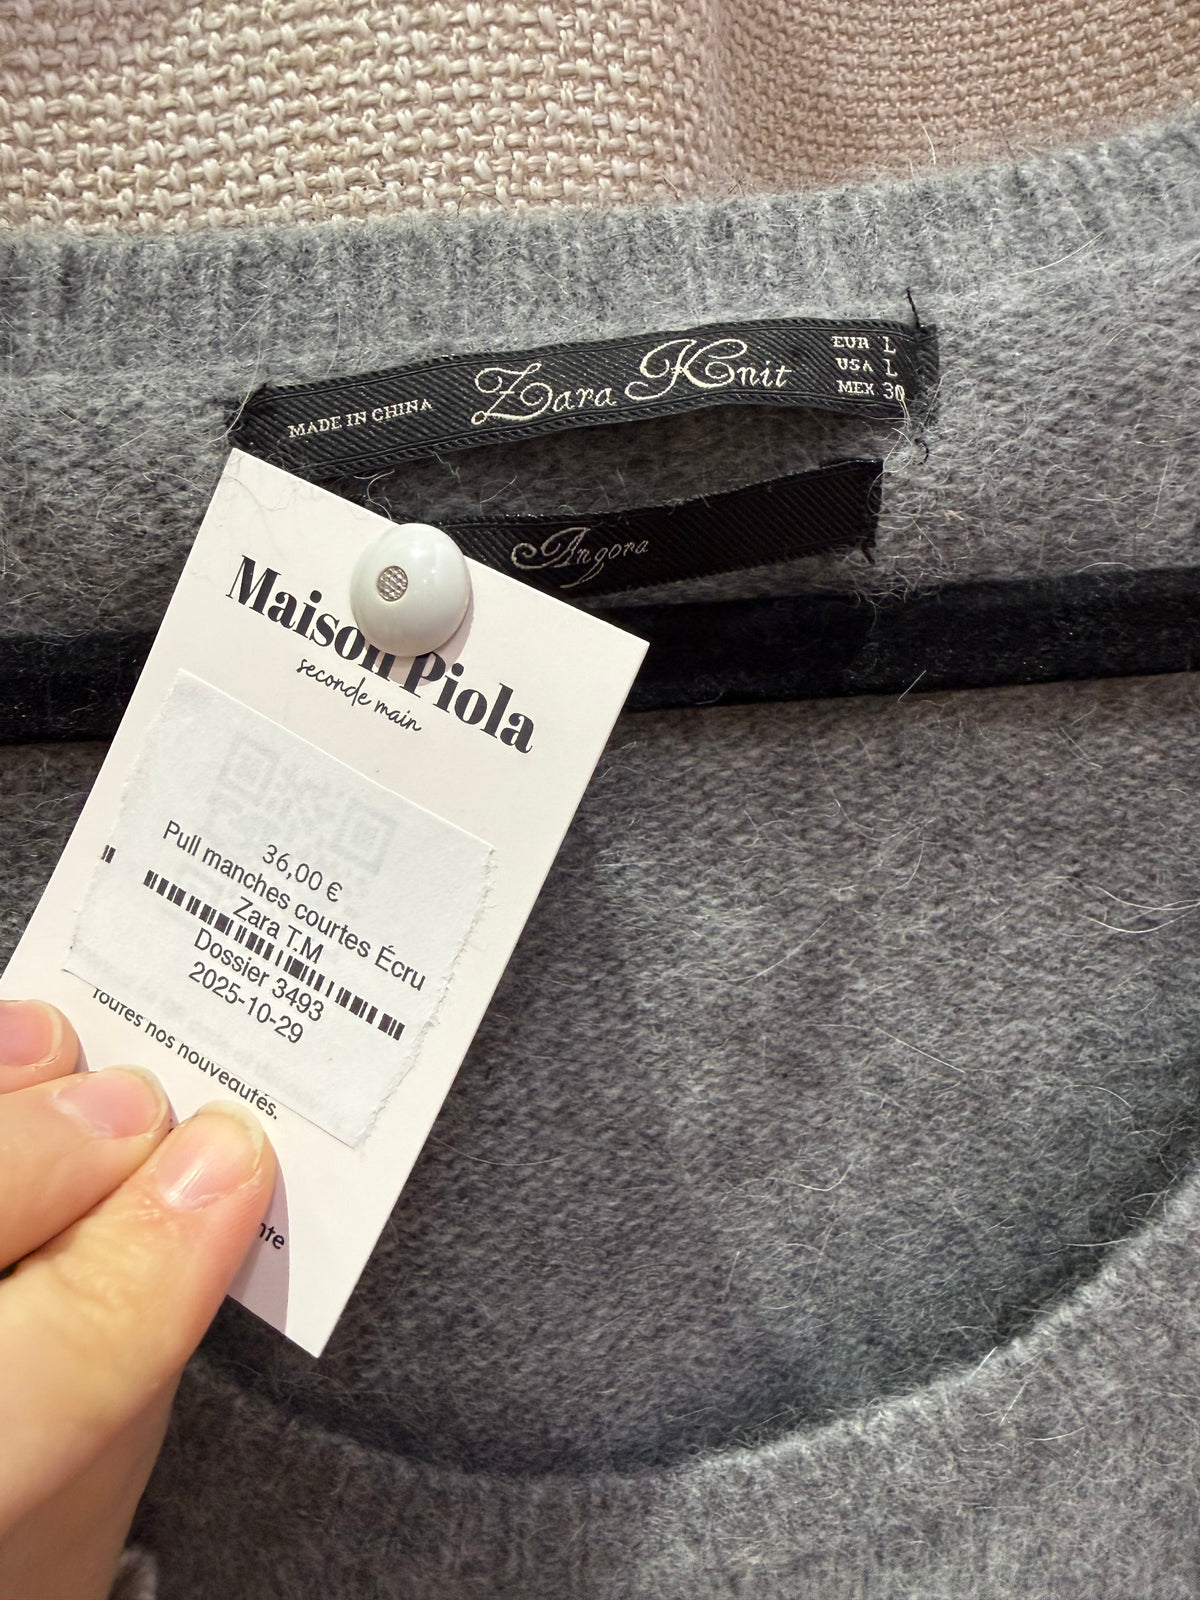 MADE IN CHINA
Zara Knit
EUR L
USA L
MEX 30
Angora
Maison Piola
seconde main
36,00 €
Pull manches courtes Écru
Zara T.M
Dossier 3493
2025-10-29
Toutes nos nouveautés.